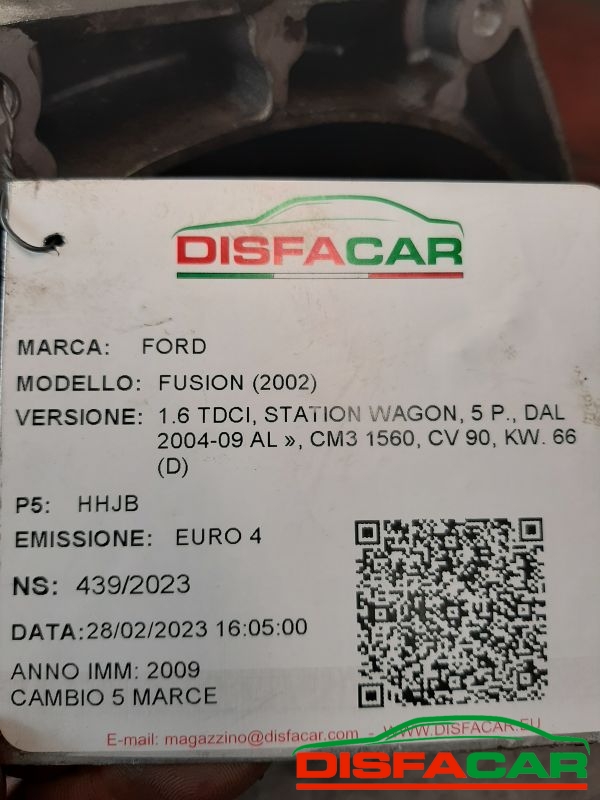 DISFACAR
MARCA: FORD
MODELLO: FUSION (2002)
VERSIONE: 1.6 TDCI, STATION WAGON, 5 P., DAL
2004-09 AL », CM3 1560, CV 90, KW. 66
(D)
P5: HHJB
EMISSIONE: EURO 4
NS: 439/2023
DATA:28/02/2023 16:05:00
ANNO IMM: 2009
CAMBIO 5 MARCE
E-mail: magazzino@disfacar.com - WWW.DISFACAR.EU
DISFACAR